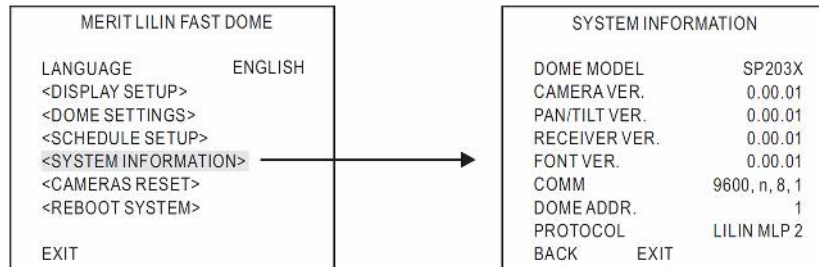 MERIT LILIN FAST DOME
LANGUAGE ENGLISH
<DISPLAY SETUP>
<DOME SETTINGS>
<SCHEDULE SETUP>
<SYSTEM INFORMATION>
<CAMERAS RESET>
<REBOOT SYSTEM>
EXIT
SYSTEM INFORMATION
DOME MODEL SP203X
CAMERA VER. 0.00.01
PAN/TILT VER. 0.00.01
RECEIVER VER. 0.00.01
FONT VER. 0.00.01
COMM 9600, n, 8, 1
DOME ADDR. 1
PROTOCOL LILIN MLP 2
BACK EXIT